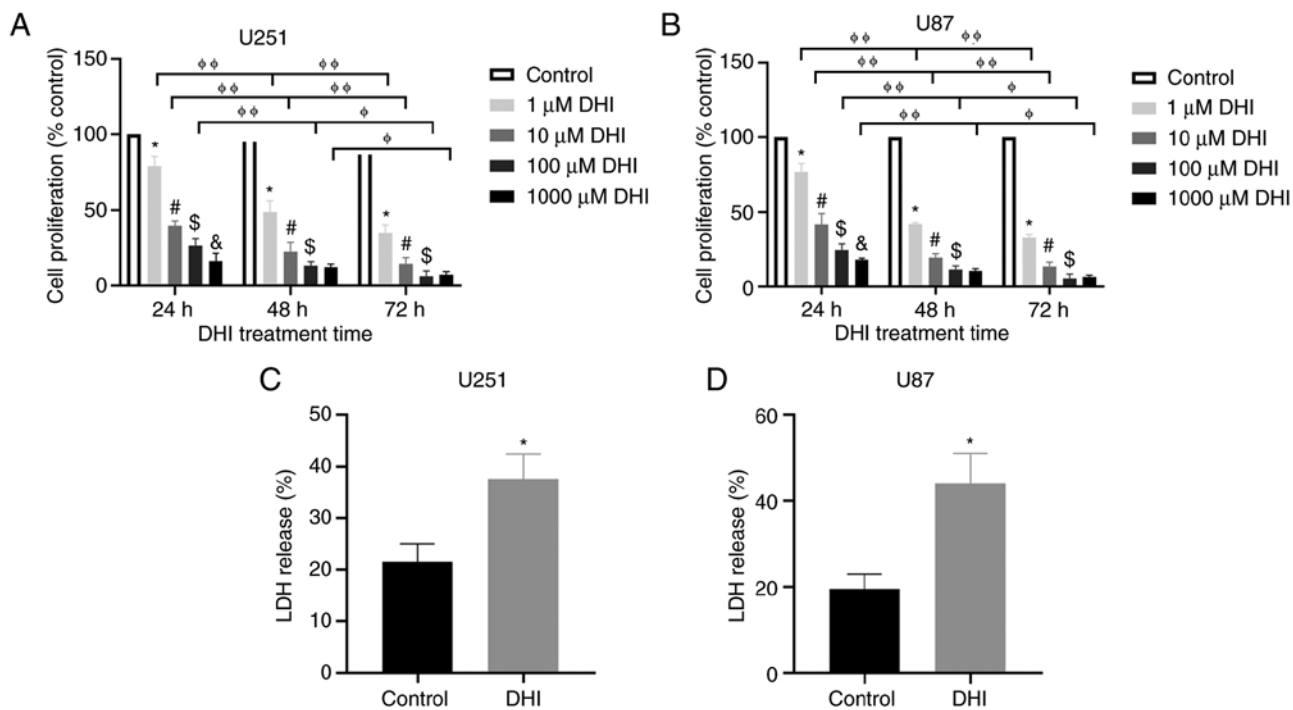 A
U251
Cell proliferation (% control)
150
100
50
0
ϕϕ ϕϕ
ϕϕ ϕϕ
ϕϕ ϕ
ϕ
* # $ &
* # $
* # $
24 h 48 h 72 h
DHI treatment time
Control
1 μM DHI
10 μM DHI
100 μM DHI
1000 μM DHI
B
U87
Cell proliferation (% control)
150
100
50
0
ϕϕ ϕϕ
ϕϕ ϕϕ
ϕϕ ϕ
ϕϕ ϕ
* # $ &
* # $
* # $
24 h 48 h 72 h
DHI treatment time
Control
1 μM DHI
10 μM DHI
100 μM DHI
1000 μM DHI
C
U251
LDH release (%)
50
40
30
20
10
0
*
Control DHI
D
U87
LDH release (%)
60
40
20
0
*
Control DHI